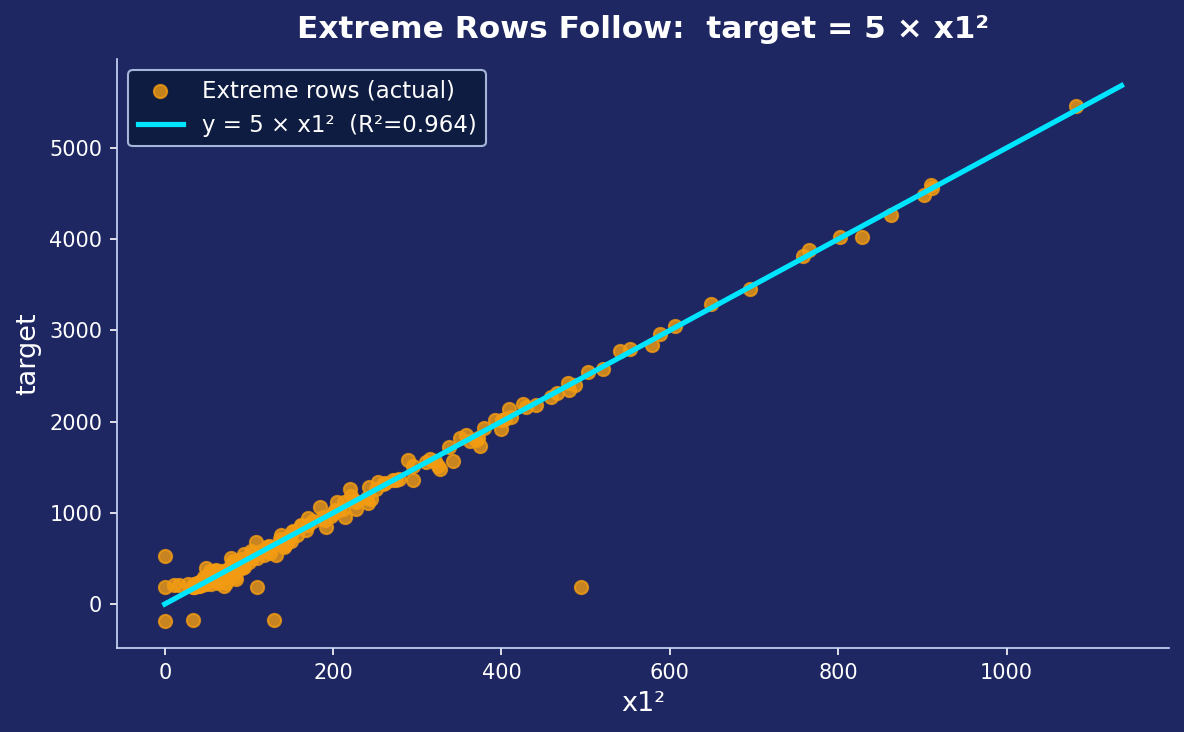 Extreme Rows Follow:  target = 5 × x1²
Extreme rows (actual)
y = 5 × x1²  (R²=0.964)
target
5000
4000
3000
2000
1000
0
0
200
400
600
800
1000
x1²